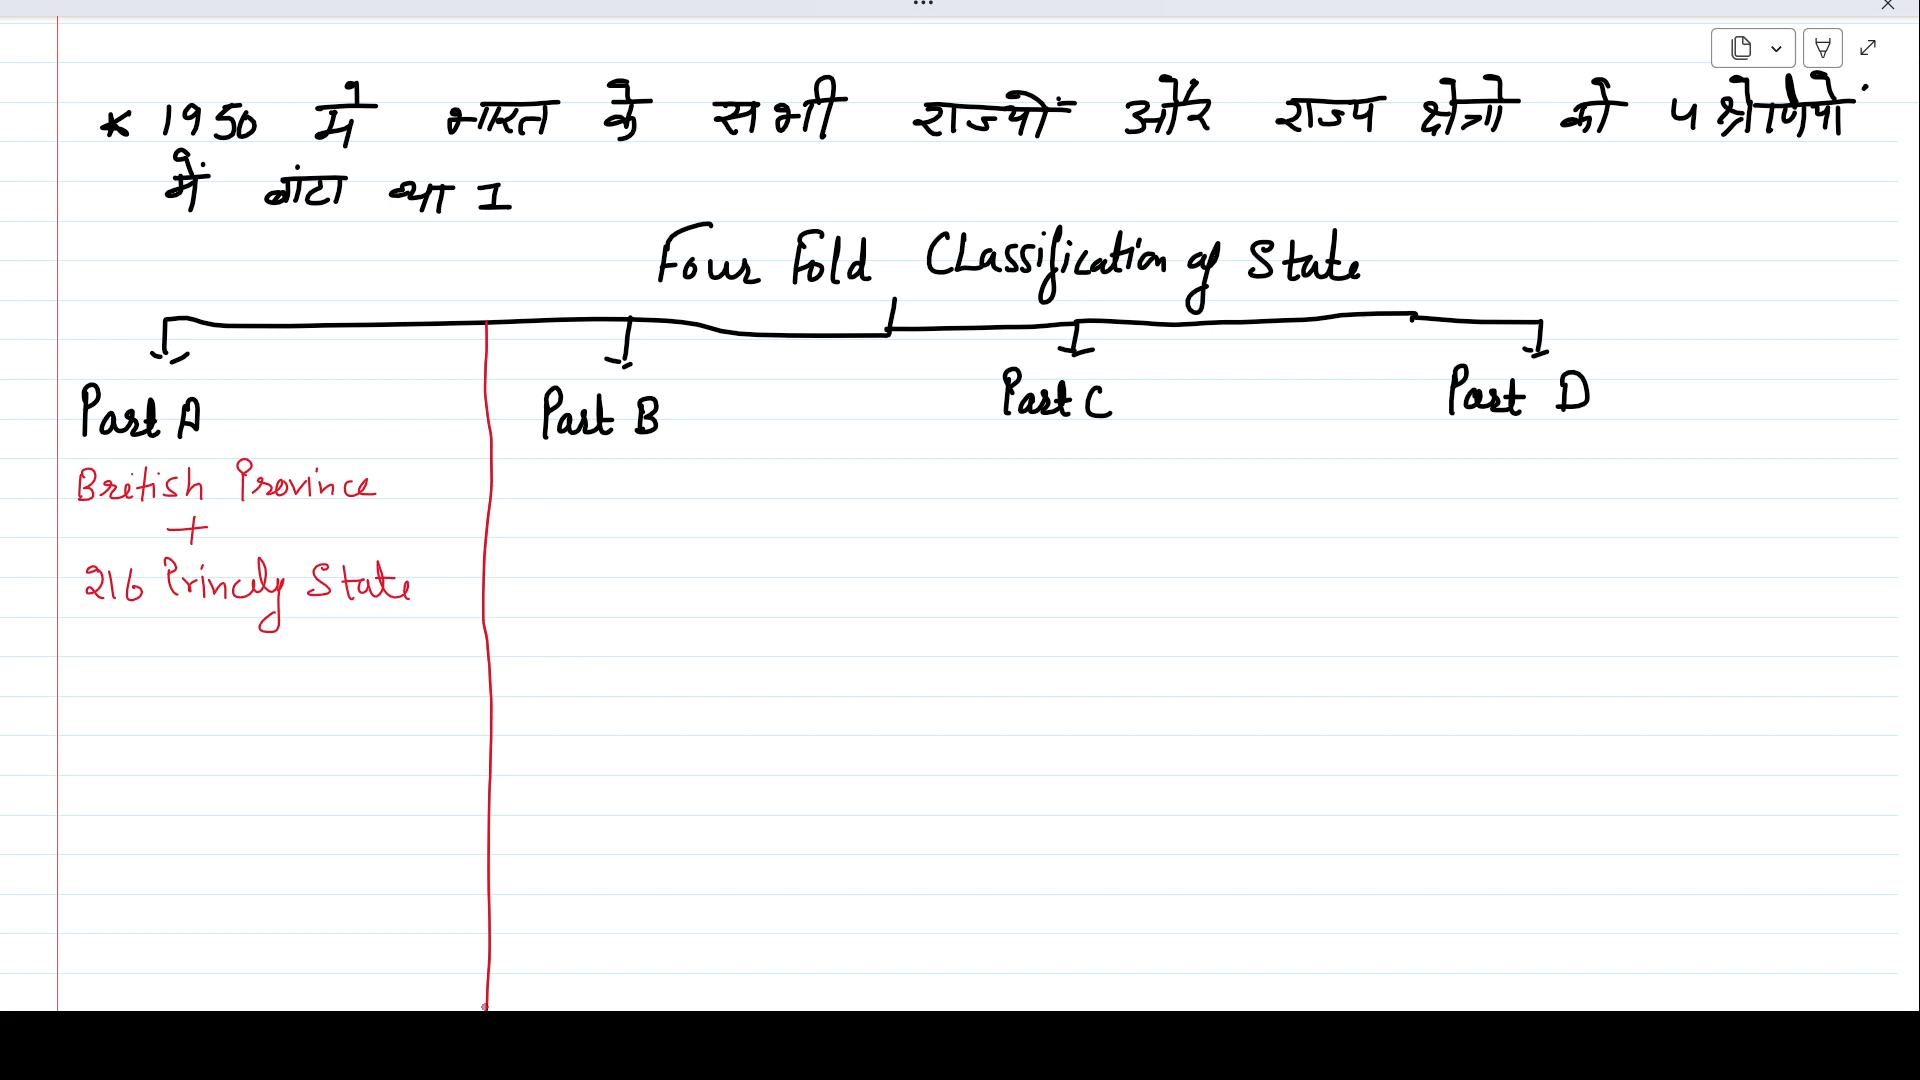 * 1950 में भारत के सभी राज्यों और राज्य क्षेत्रो को 4 श्रेणियों
में बांटा था I
Four Fold Classification of State
Part A Part B Part C Part D
British Province
+
216 Princely State